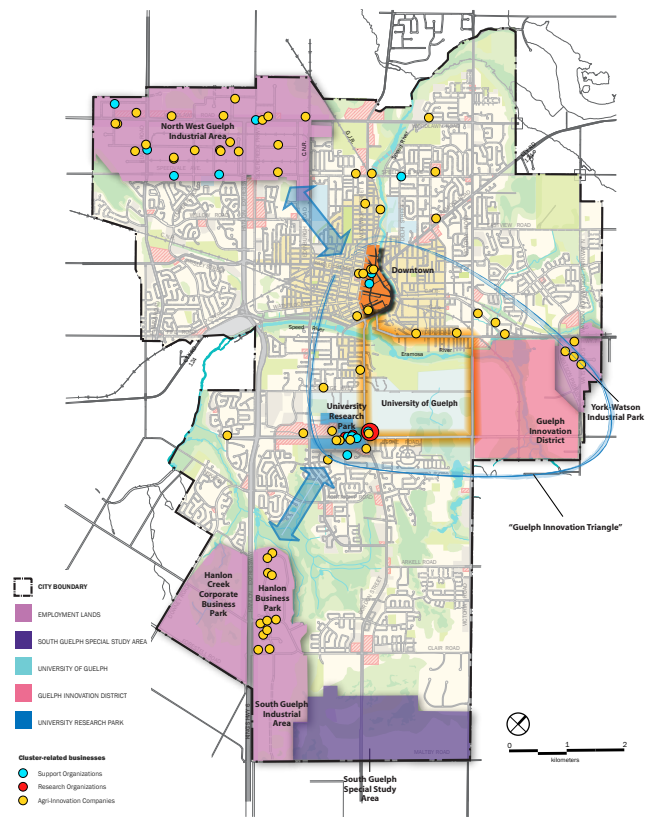 North West Guelph
Industrial Area
C.N.R.
G.J.R.
Speed River
Downtown
Speed
River
Eramosa
River
York-Watson
Industrial Park
University
Research
Park
University of Guelph
Guelph
Innovation
District
"Guelph Innovation Triangle"
ARKELL ROAD
Hanlon
Creek
Corporate
Business
Park
Hanlon
Business
Park
CLAIR ROAD
South Guelph
Industrial
Area
MALTBY ROAD
South Guelph
Special Study
Area
CITY BOUNDARY
EMPLOYMENT LANDS
SOUTH GUELPH SPECIAL STUDY AREA
UNIVERSITY OF GUELPH
GUELPH INNOVATION DISTRICT
UNIVERSITY RESEARCH PARK
Cluster-related businesses
Support Organizations
Research Organizations
Agri-Innovation Companies
0 1 2
kilometers